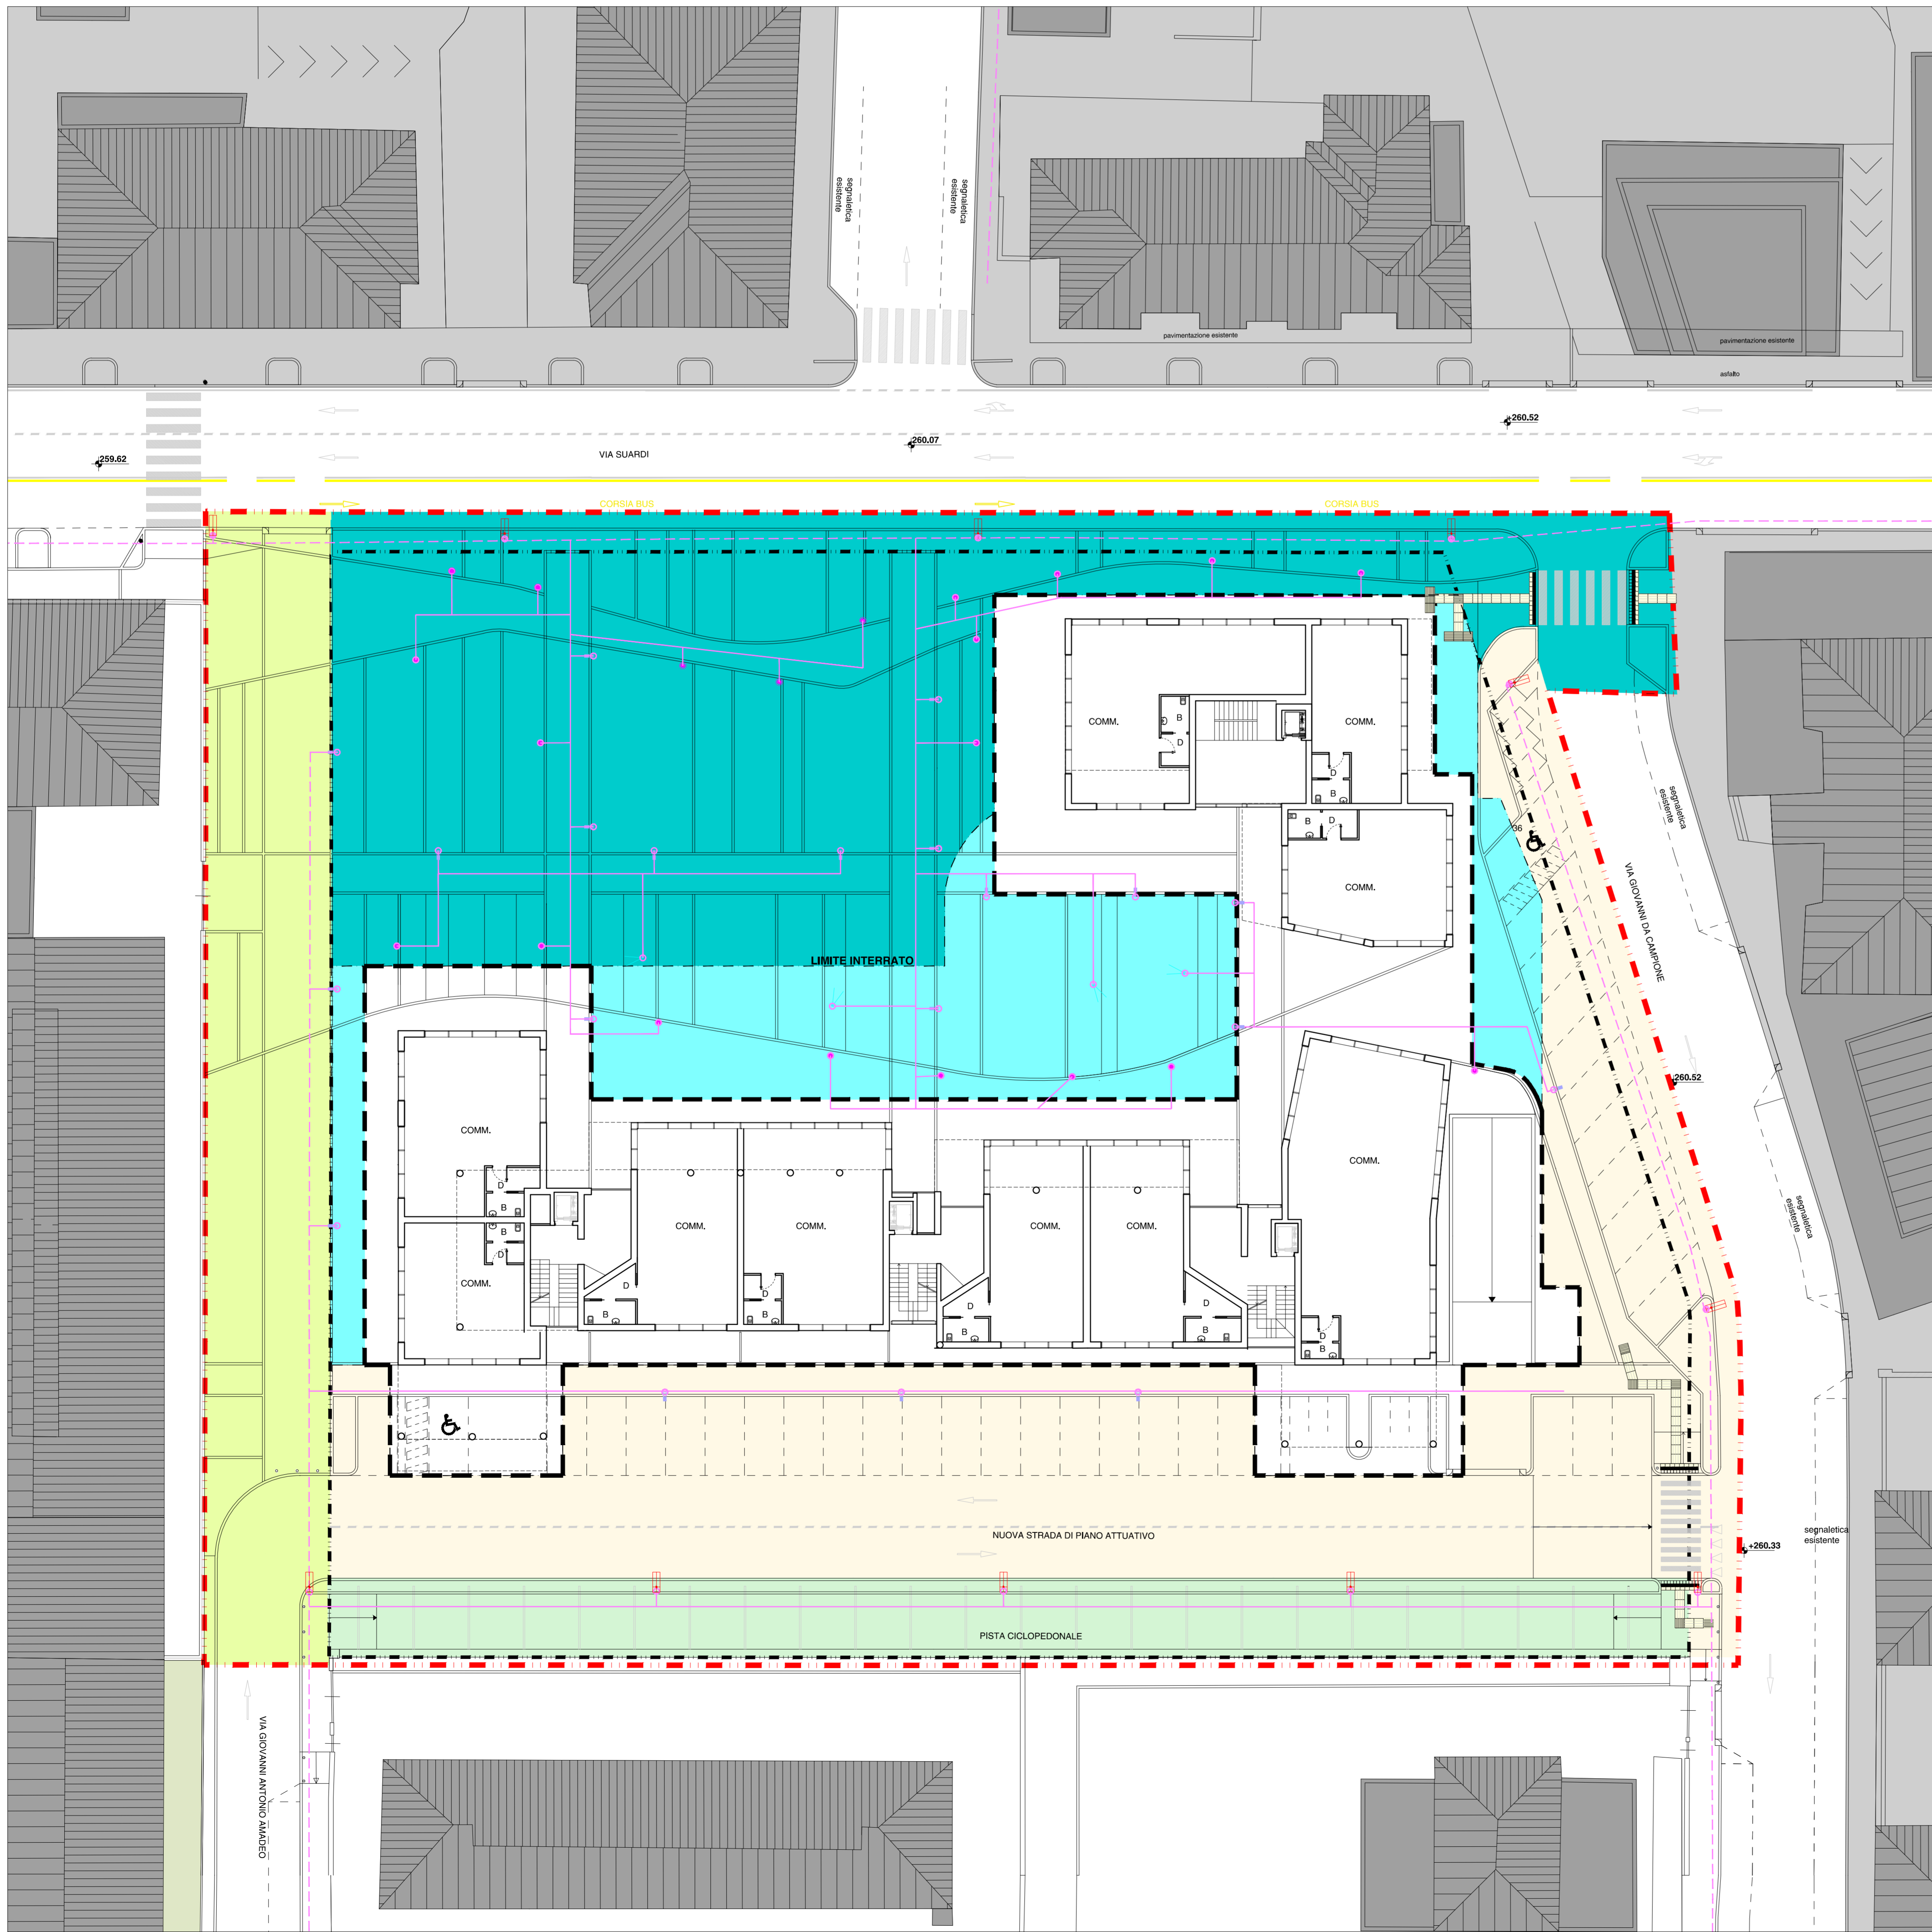 segnaletica
esistente
segnaletica
esistente
pavimentazione esistente
pavimentazione esistente
asfalto
+260.52
260.07
259.62
VIA SUARDI
CORSIA BUS
CORSIA BUS
COMM.
B
D
COMM.
D
B
B
D
COMM.
36
segnaletica
esistente
VIA GIOVANNI DA CAMPIONE
LIMITE INTERRATO
260.52
COMM.
D
B
B
D
COMM.
COMM.
D
B
COMM.
D
B
COMM.
D
B
COMM.
D
B
COMM.
D
B
segnaletica
esistente
NUOVA STRADA DI PIANO ATTUATIVO
segnaletica
esistente
+260.33
PISTA CICLOPEDONALE
VIA GIOVANNI ANTONIO AMADEO